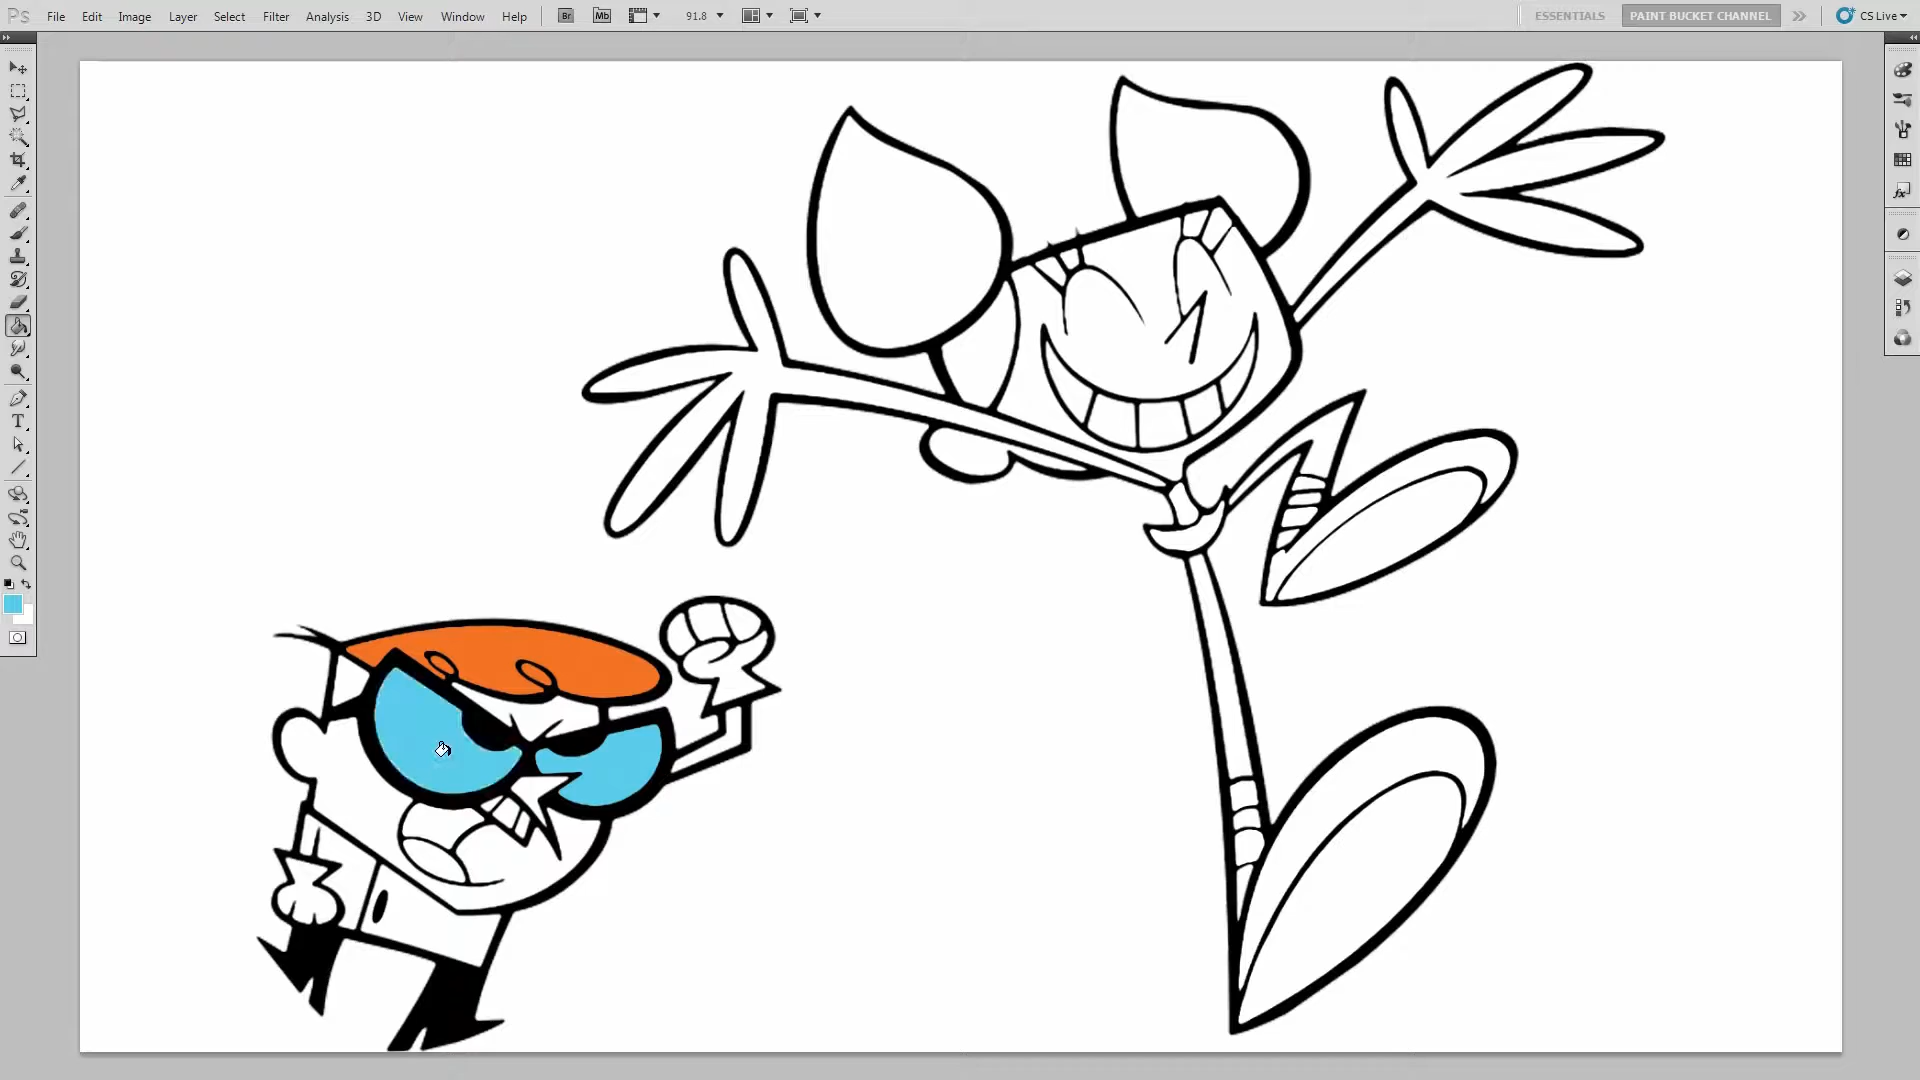 Ps File Edit Image Layer Select Filter Analysis 3D View Window Help Br Mb 91.8 ESSENTIALS PAINT BUCKET CHANNEL CS Live
T
fx